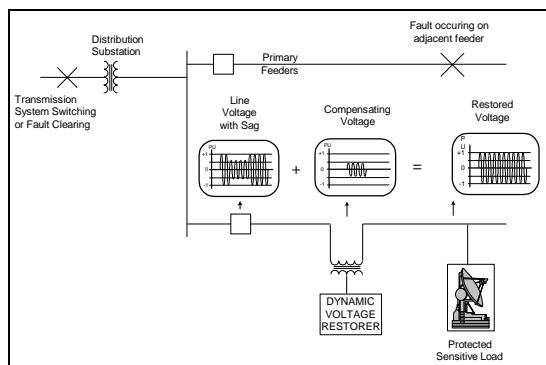 Distribution
Substation
Transmission
System Switching
or Fault Clearing
Primary
Feeders
Fault occuring on
adjacent feeder
Line
Voltage
with Sag
Compensating
Voltage
Restored
Voltage
PU
+1
0
-1
+
PU
+1
0
-1
=
P
U
+1
0
-1
DYNAMIC
VOLTAGE
RESTORER
Protected
Sensitive Load